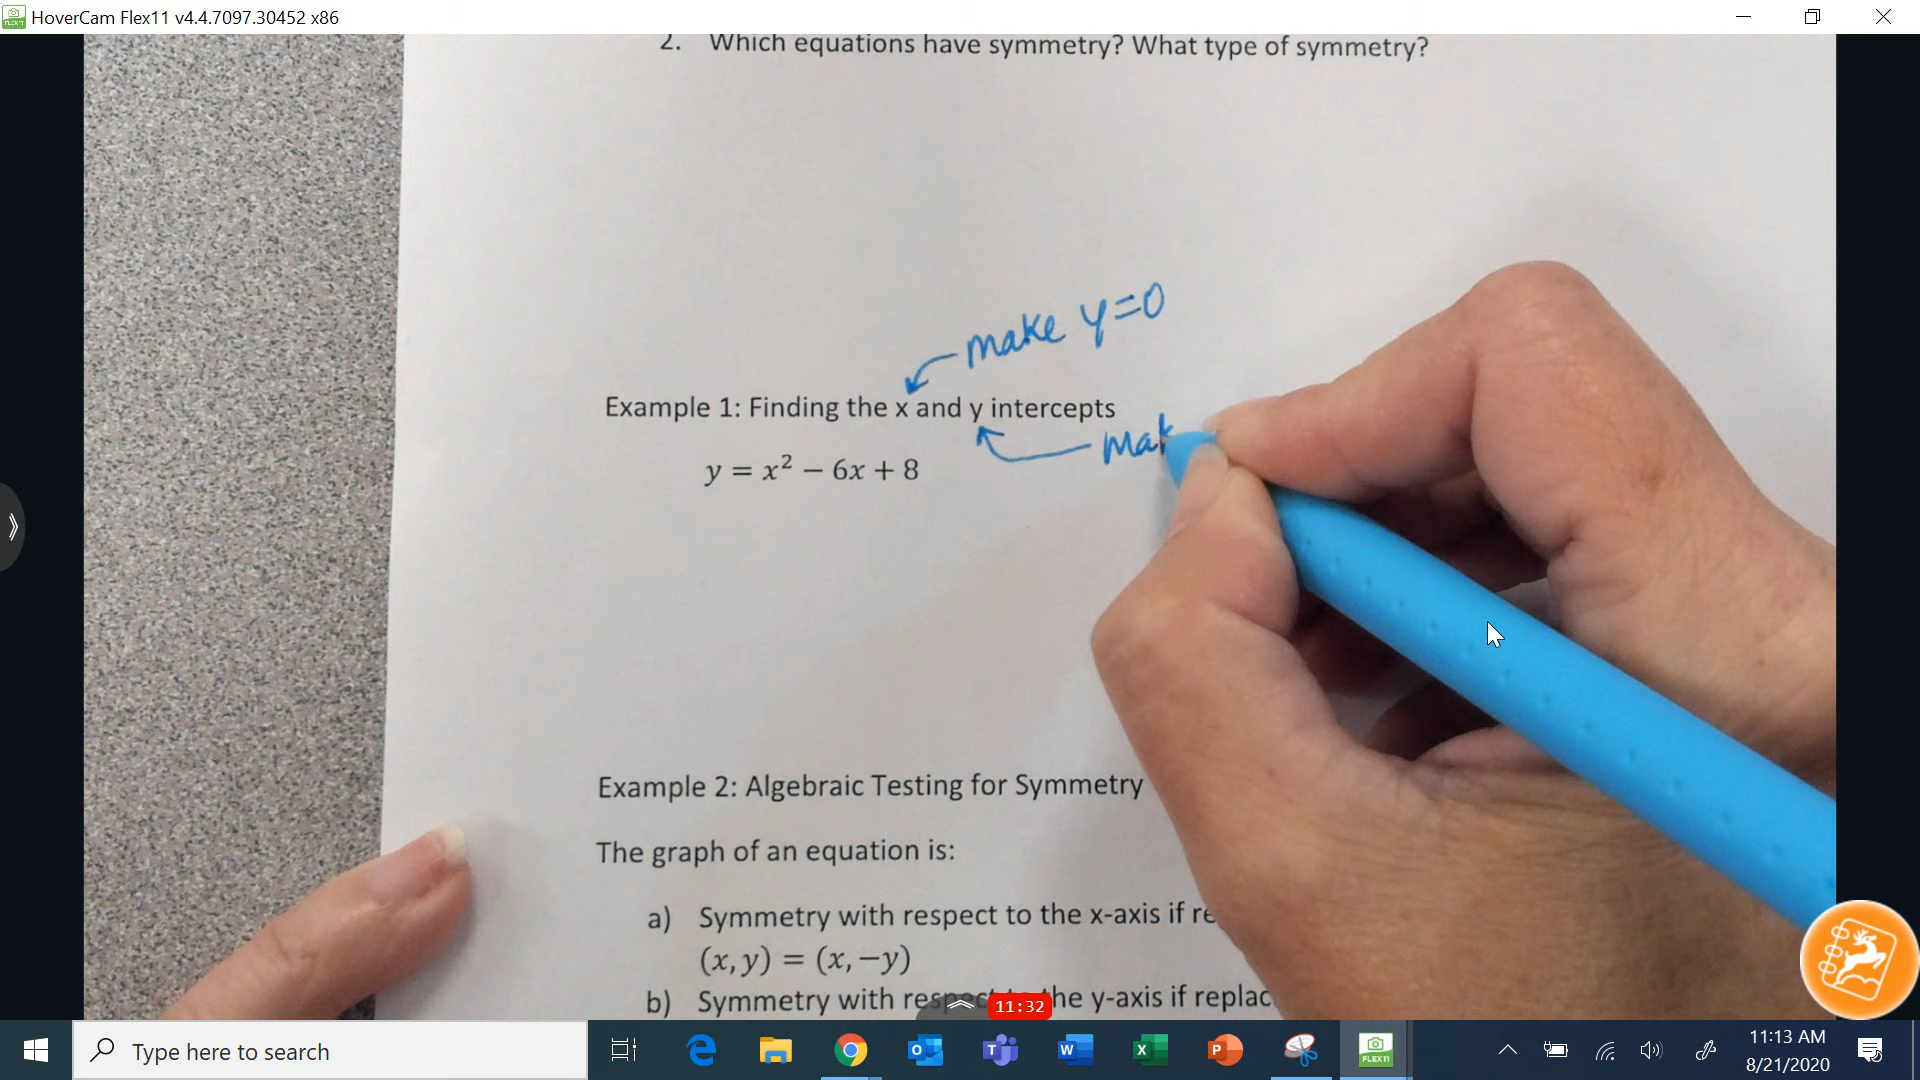 HoverCam Flex11 v4.4.7097.30452 x86
2. Which equations have symmetry? What type of symmetry?
make y=0
Example 1: Finding the x and y intercepts
mak
y = x² − 6x + 8
Example 2: Algebraic Testing for Symmetry
The graph of an equation is:
a) Symmetry with respect to the x-axis if re
(x, y) = (x, −y)
b) Symmetry with respect to the y-axis if replac
11:32
Type here to search
FLEX11
11:13 AM
8/21/2020